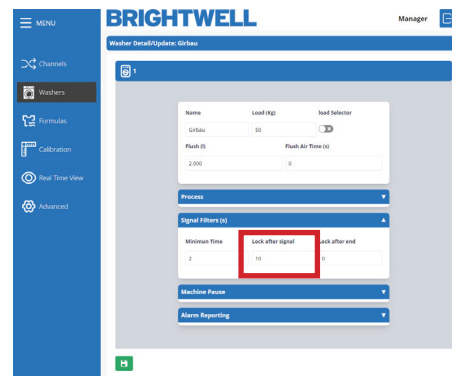 MENU
BRIGHTWELL
Manager
Washer Detail/Update: Girbau
Channels
Washers
Formulas
Calibration
Real Time View
Advanced
1
Name Load (Kg) load Selector
Girbau 50
Flush (l) Flush Air Time (s)
2.000 0
Process
Signal Filters (s)
Minimun Time Lock after signal Lock after end
2 10 0
Machine Pause
Alarm Reporting